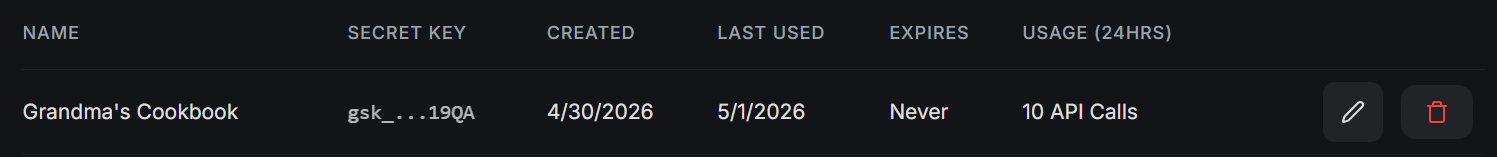 NAME SECRET KEY CREATED LAST USED EXPIRES USAGE (24HRS)
Grandma's Cookbook gsk_...19QA 4/30/2026 5/1/2026 Never 10 API Calls